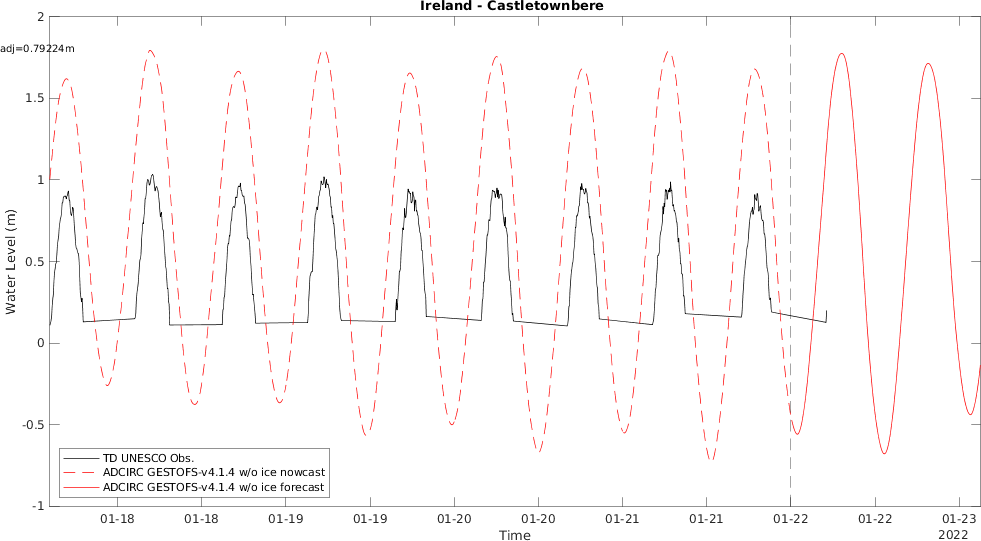 Ireland - Castletownbere
adj=0.79224m
2
1.5
1
0.5
0
-0.5
-1
Water Level (m)
TD UNESCO Obs.
ADCIRC GESTOFS-v4.1.4 w/o ice nowcast
ADCIRC GESTOFS-v4.1.4 w/o ice forecast
01-18 01-18 01-19 01-19 01-20 01-20 01-21 01-21 01-22 01-22 01-23
Time
2022